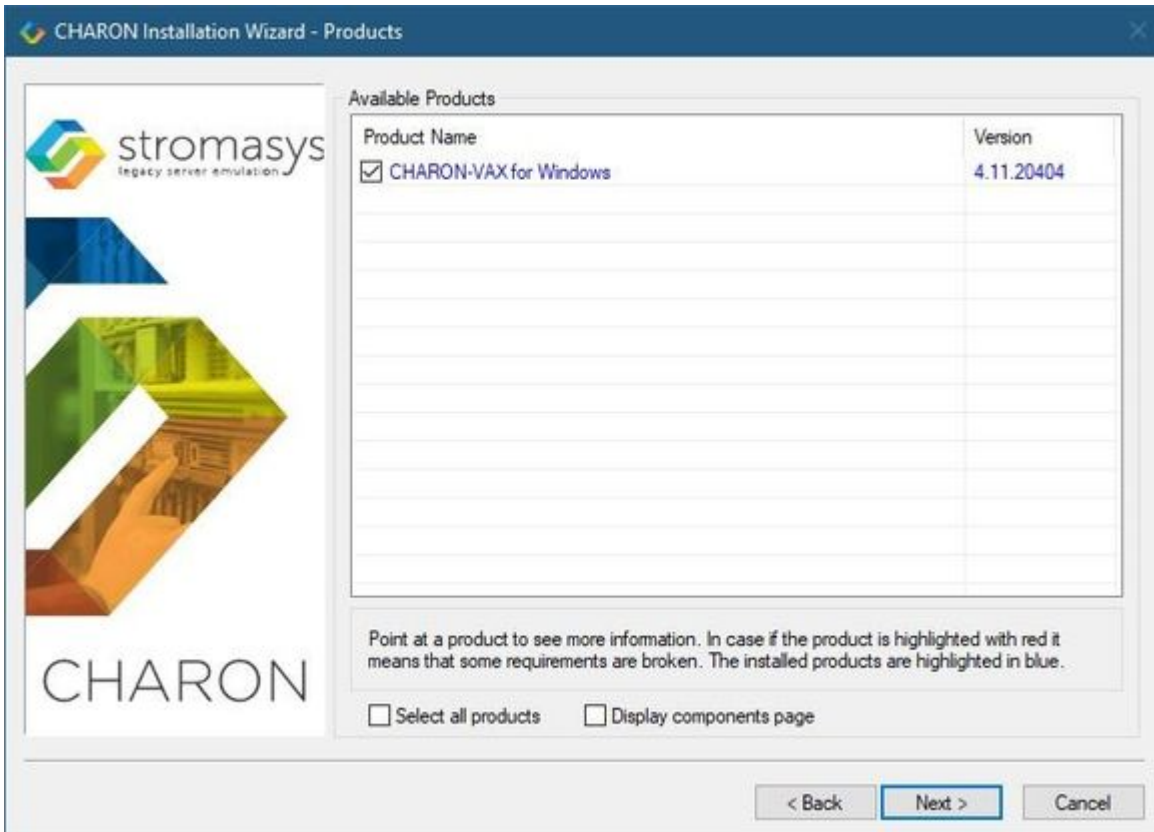 CHARON Installation Wizard - Products
stromasys
legacy server emulation
CHARON
Available Products
Product Name Version
CHARON-VAX for Windows 4.11.20404
Point at a product to see more information. In case if the product is highlighted with red it
means that some requirements are broken. The installed products are highlighted in blue.
Select all products Display components page
< Back Next > Cancel